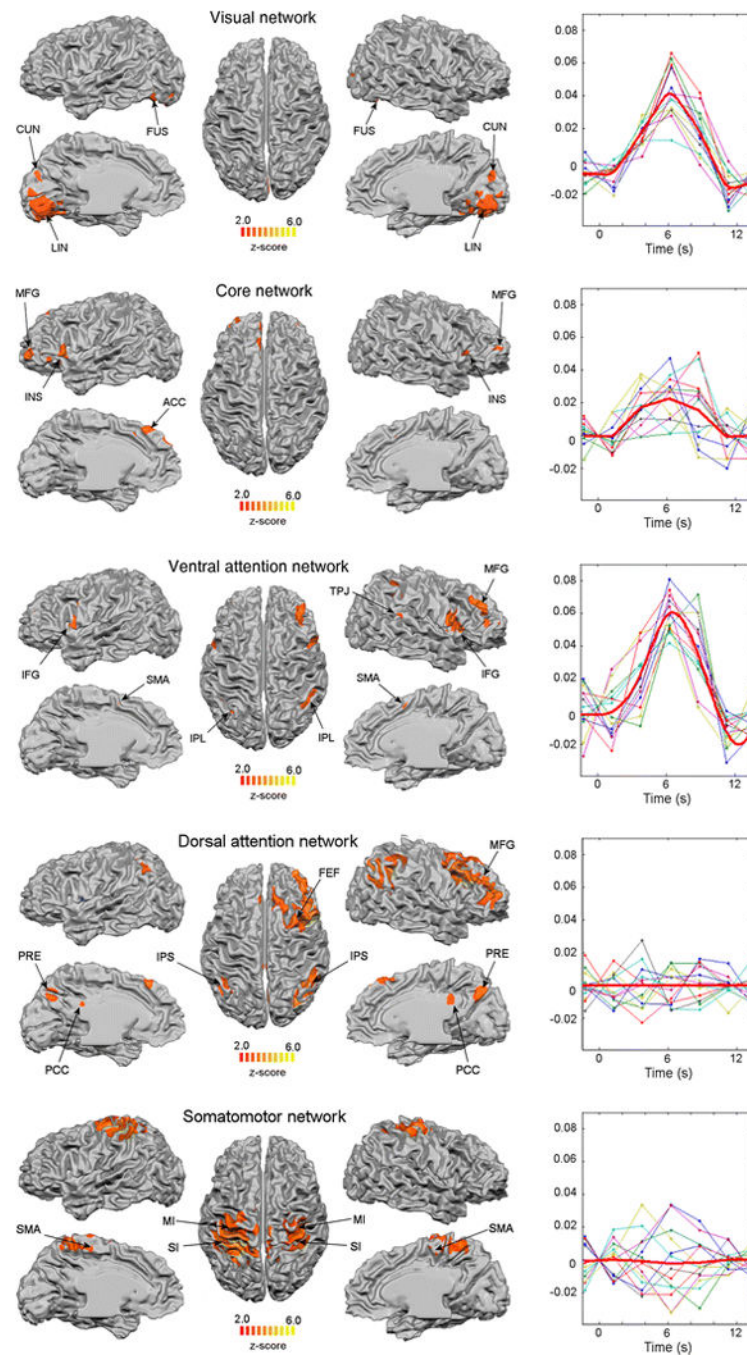 Visual network
FUS
CUN
LIN
FUS
CUN
LIN
2.0 6.0
z-score
0.08
0.06
0.04
0.02
0
-0.02
0 6 12
Time (s)
Core network
MFG
INS
ACC
MFG
INS
2.0 6.0
z-score
0.08
0.06
0.04
0.02
0
-0.02
0 6 12
Time (s)
Ventral attention network
IFG
SMA
IPL
IPL
TPJ
MFG
IFG
SMA
2.0 6.0
z-score
0.08
0.06
0.04
0.02
0
-0.02
0 6 12
Time (s)
Dorsal attention network
PRE
PCC
IPS
FEF
IPS
MFG
PRE
PCC
2.0 6.0
z-score
0.08
0.06
0.04
0.02
0
-0.02
0 6 12
Time (s)
Somatomotor network
SMA
MI
SI
MI
SI
SMA
2.0 6.0
z-score
0.08
0.06
0.04
0.02
0
-0.02
0 6 12
Time (s)